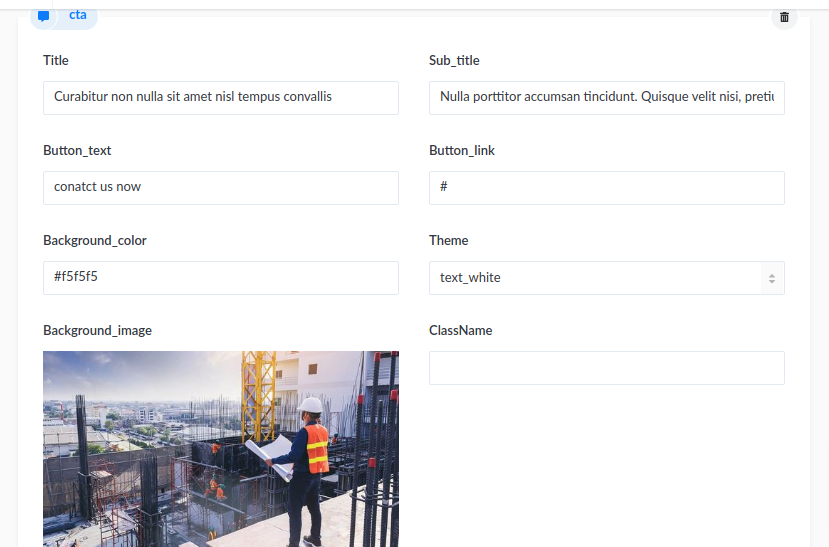 cta
Title
Sub_title
Curabitur non nulla sit amet nisl tempus convallis
Nulla porttitor accumsan tincidunt. Quisque velit nisi,
Button_text
Button_link
conatct us now
#
Background_color
Theme
#f5f5f5
text_white
Background_image
ClassName